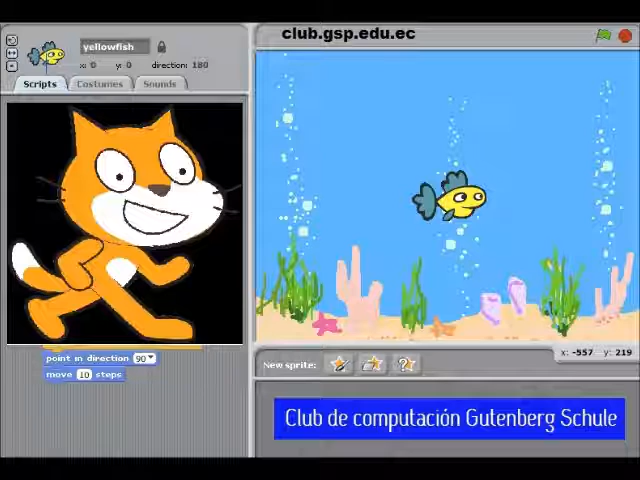 club.gsp.edu.ec
yellowfish
x: 0 y: 0 direction: 180
Scripts Costumes Sounds
point in direction 90
move 10 steps
x: -557 y: 219
New sprite:
Club de computación Gutenberg Schule